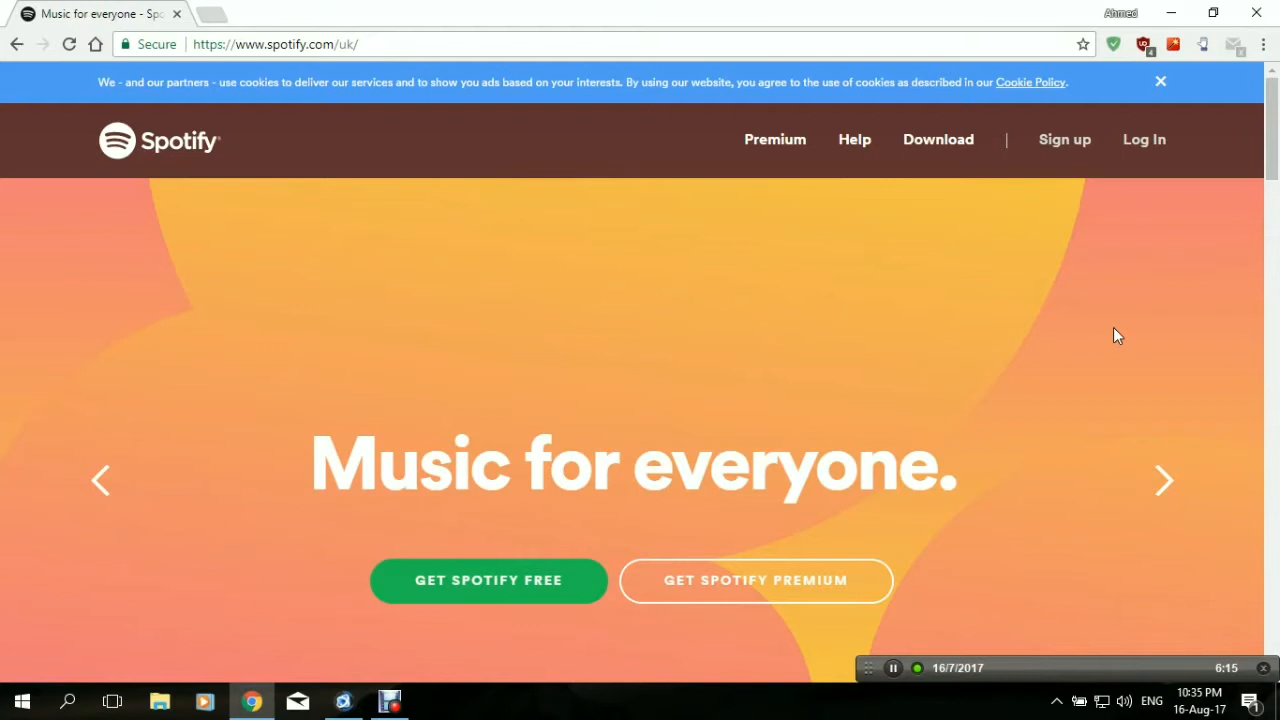 Music for everyone - Spo
Ahmed
Secure
https://www.spotify.com/uk/
4
We - and our partners - use cookies to deliver our services and to show you ads based on your interests. By using our website, you agree to the use of cookies as described in our Cookie Policy.
Spotify
Premium
Help
Download
Sign up
Log In
Music for everyone.
GET SPOTIFY FREE
GET SPOTIFY PREMIUM
16/7/2017
6:15
ENG
10:35 PM
16-Aug-17
1